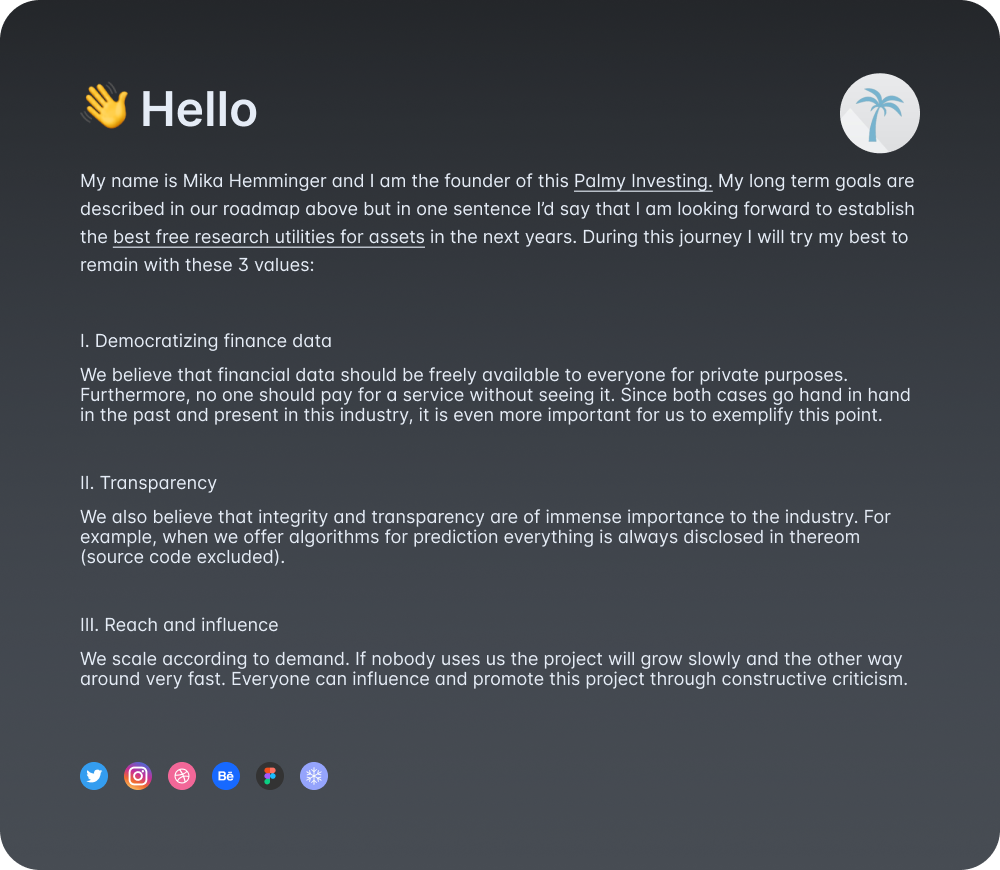 Hello
My name is Mika Hemminger and I am the founder of this Palmy Investing. My long term goals are
described in our roadmap above but in one sentence I’d say that I am looking forward to establish
the best free research utilities for assets in the next years. During this journey I will try my best to
remain with these 3 values:
I. Democratizing finance data
We believe that financial data should be freely available to everyone for private purposes.
Furthermore, no one should pay for a service without seeing it. Since both cases go hand in hand
in the past and present in this industry, it is even more important for us to exemplify this point.
II. Transparency
We also believe that integrity and transparency are of immense importance to the industry. For
example, when we offer algorithms for prediction everything is always disclosed in thereom
(source code excluded).
III. Reach and influence
We scale according to demand. If nobody uses us the project will grow slowly and the other way
around very fast. Everyone can influence and promote this project through constructive criticism.
Bē